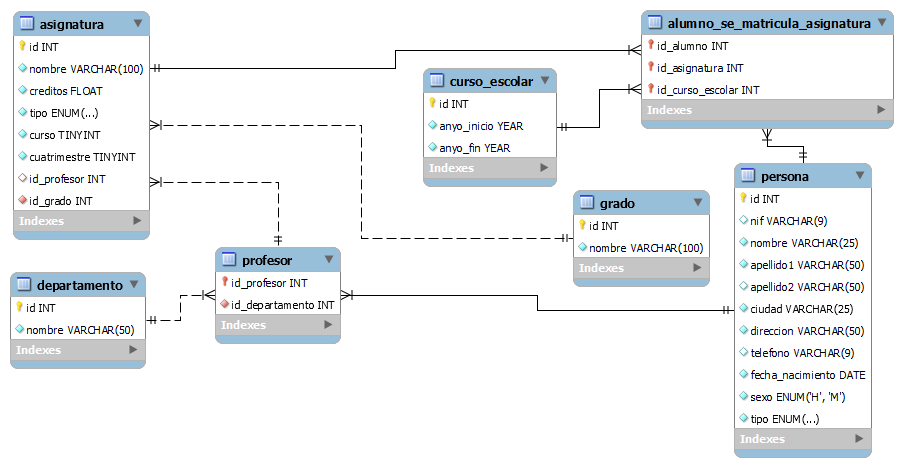 asignatura
id INT
nombre VARCHAR(100)
creditos FLOAT
tipo ENUM(...)
curso TINYINT
cuatrimestre TINYINT
id_profesor INT
id_grado INT
Indexes
alumno_se_matricula_asignatura
id_alumno INT
id_asignatura INT
id_curso_escolar INT
Indexes
curso_escolar
id INT
anyo_inicio YEAR
anyo_fin YEAR
Indexes
persona
id INT
nif VARCHAR(9)
nombre VARCHAR(25)
apellido1 VARCHAR(50)
apellido2 VARCHAR(50)
ciudad VARCHAR(25)
direccion VARCHAR(50)
telefono VARCHAR(9)
fecha_nacimiento DATE
sexo ENUM('H', 'M')
tipo ENUM(...)
Indexes
grado
id INT
nombre VARCHAR(100)
Indexes
profesor
id_profesor INT
id_departamento INT
Indexes
departamento
id INT
nombre VARCHAR(50)
Indexes